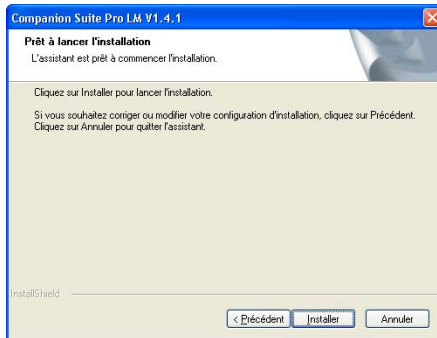 Companion Suite Pro LM V1.4.1
Prêt à lancer l'installation
L'assistant est prêt à commencer l'installation.
Cliquez sur Installer pour lancer l'installation.
Si vous souhaitez corriger ou modifier votre configuration d'installation, cliquez sur Précédent.
Cliquez sur Annuler pour quitter l'assistant.
InstallShield
< Précédent Installer Annuler